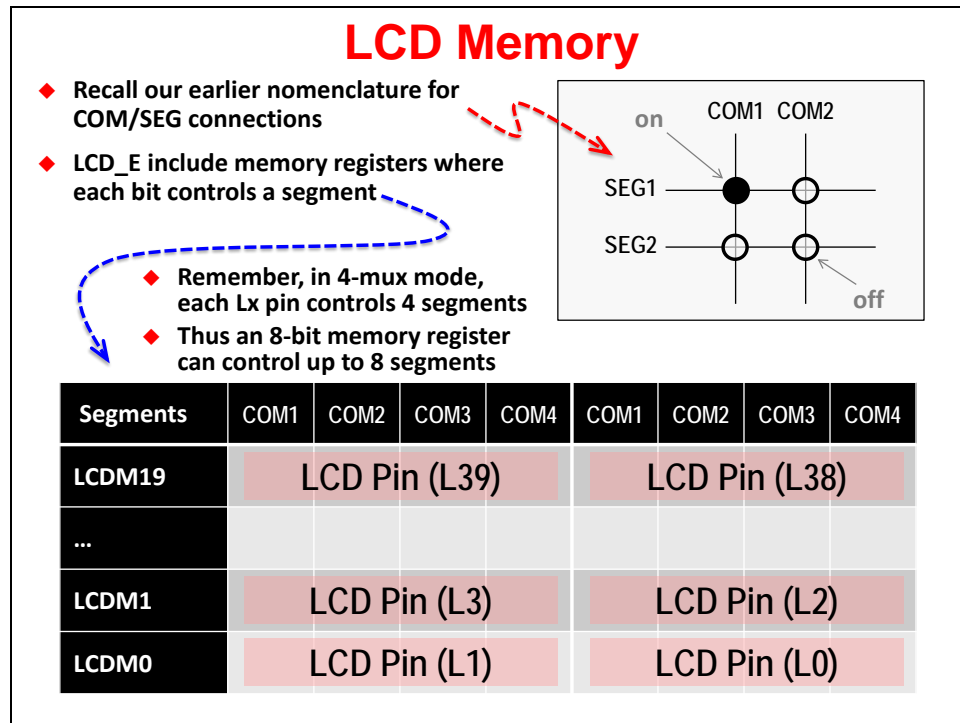 LCD Memory
Recall our earlier nomenclature for
COM/SEG connections
LCD_E include memory registers where
each bit controls a segment
Remember, in 4-mux mode,
each Lx pin controls 4 segments
Thus an 8-bit memory register
can control up to 8 segments
on
COM1 COM2
SEG1
SEG2
off
Segments COM1 COM2 COM3 COM4 COM1 COM2 COM3 COM4
LCDM19 LCD Pin (L39) LCD Pin (L38)
...
LCDM1 LCD Pin (L3) LCD Pin (L2)
LCDM0 LCD Pin (L1) LCD Pin (L0)